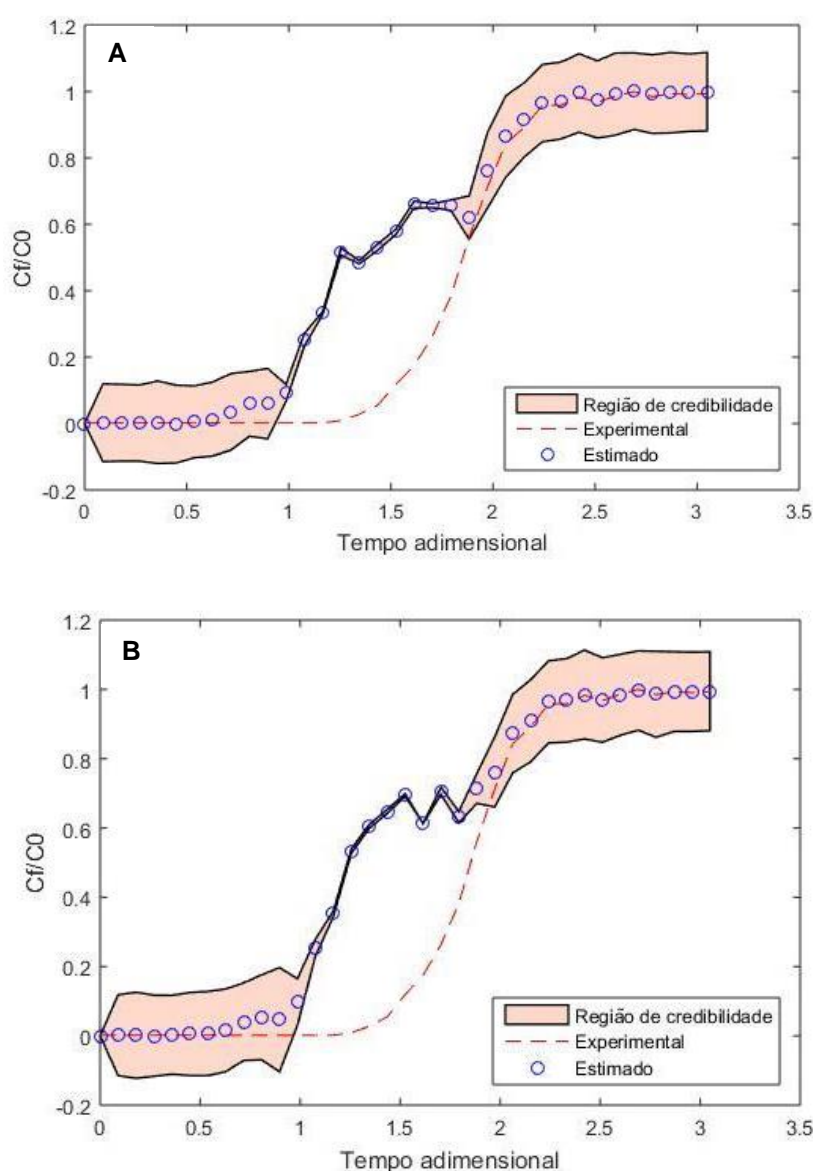 A
1.2
1
0.8
0.6
0.4
0.2
0
-0.2
Cf/C0
0 0.5 1 1.5 2 2.5 3 3.5
Tempo adimensional
Região de credibilidade
Experimental
Estimado
B
1.2
1
0.8
0.6
0.4
0.2
0
-0.2
Cf/C0
0 0.5 1 1.5 2 2.5 3 3.5
Tempo adimensional
Região de credibilidade
Experimental
Estimado